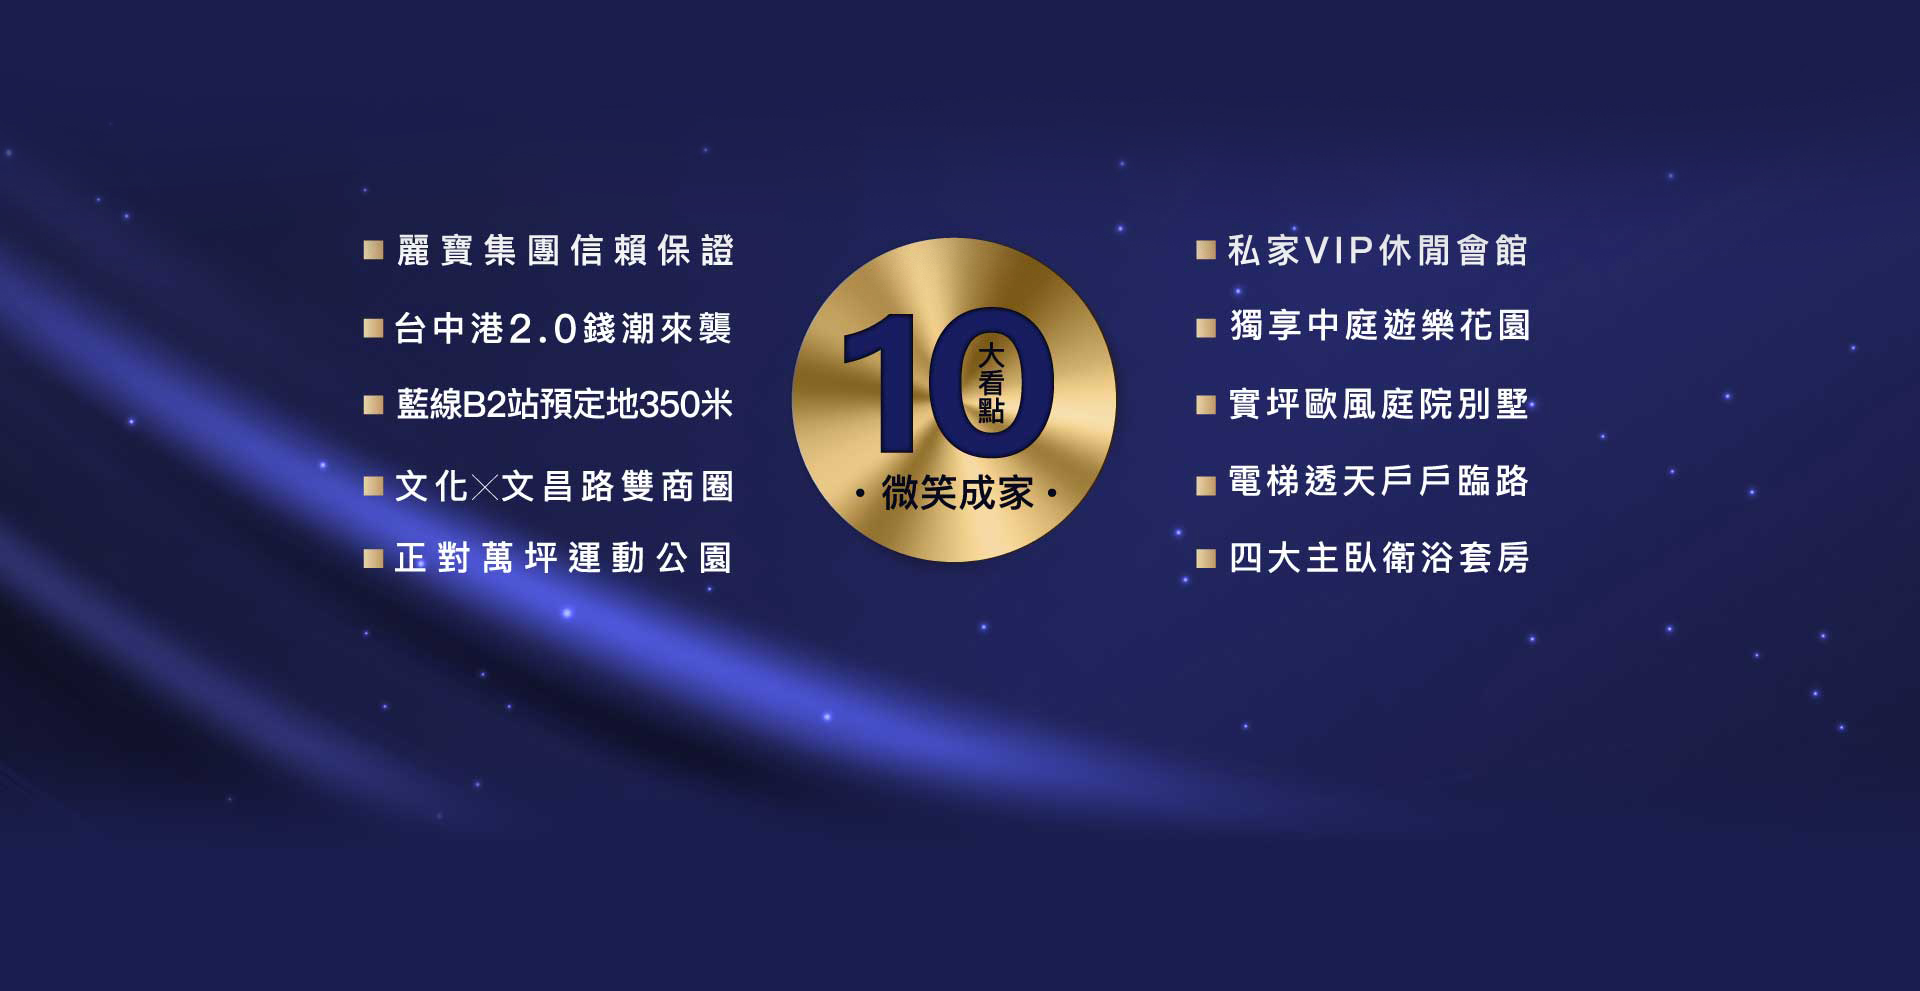 麗寶集團信賴保證
台中港2.0錢潮來襲
藍線B2站預定地350米
文化×文昌路雙商圈
正對萬坪運動公園
10
大看點
·微笑成家·
私家VIP休閒會館
獨享中庭遊樂花園
實坪歐風庭院別墅
電梯透天戶戶臨路
四大主臥衛浴套房